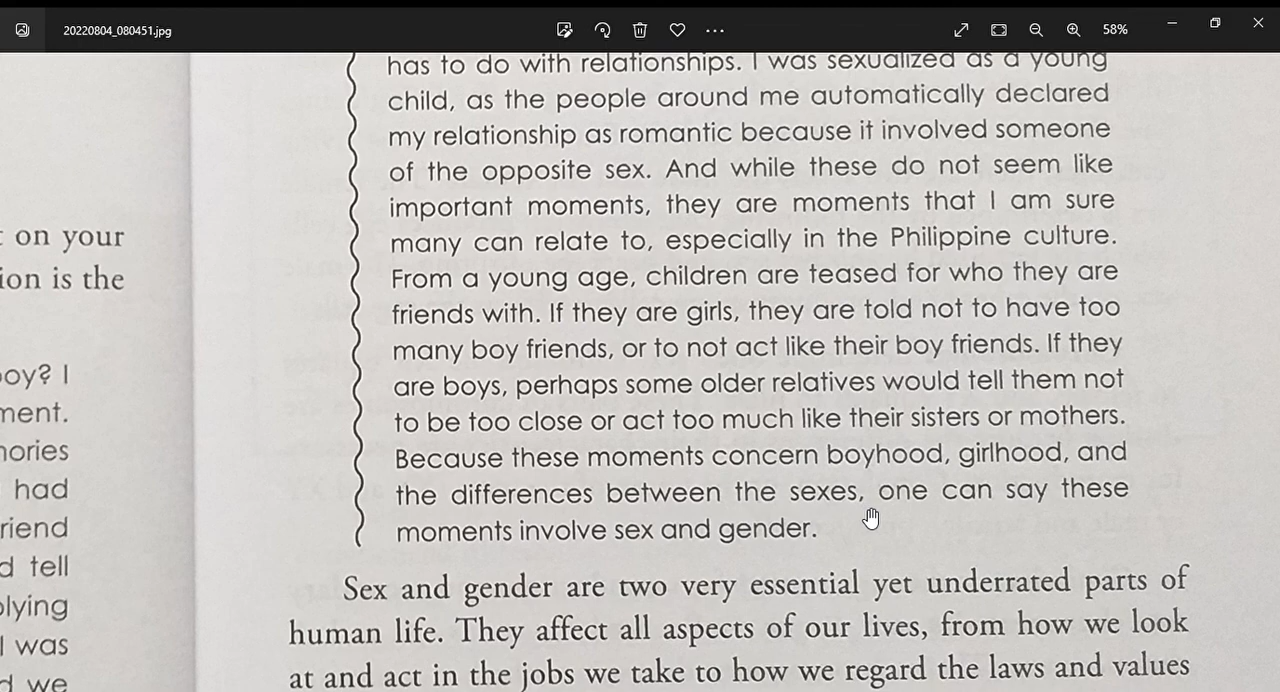 20220804_080451.jpg
58%
has to do with relationships. I was sexualized as a young
child, as the people around me automatically declared
my relationship as romantic because it involved someone
of the opposite sex. And while these do not seem like
important moments, they are moments that I am sure
many can relate to, especially in the Philippine culture.
From a young age, children are teased for who they are
friends with. If they are girls, they are told not to have too
many boy friends, or to not act like their boy friends. If they
are boys, perhaps some older relatives would tell them not
to be too close or act too much like their sisters or mothers.
Because these moments concern boyhood, girlhood, and
the differences between the sexes, one can say these
moments involve sex and gender.
Sex and gender are two very essential yet underrated parts of
human life. They affect all aspects of our lives, from how we look
at and act in the jobs we take to how we regard the laws and values
on your
ion is the
oy? I
ment.
nories
had
riend
d tell
olying
I was
d we